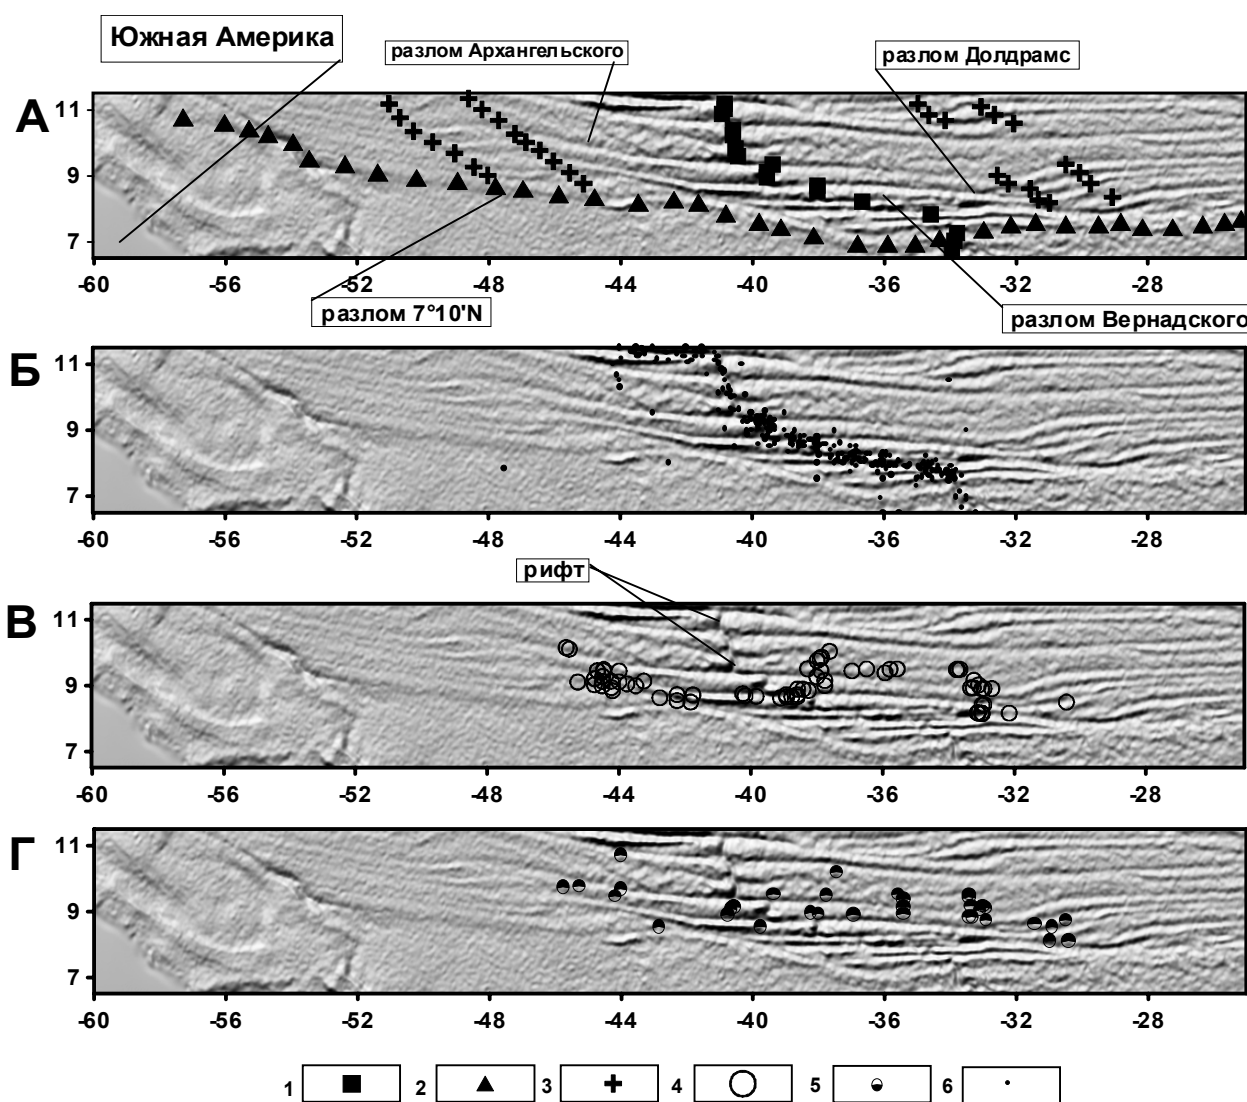 Южная Америка
разлом Архангельского
разлом Долдрамс
А
11
9
7
-60 -56 -52 -48 -44 -40 -36 -32 -28
разлом 7°10'N
разлом Вернадского
Б
11
9
7
-60 -56 -52 -48 -44 -40 -36 -32 -28
рифт
В
11
9
7
-60 -56 -52 -48 -44 -40 -36 -32 -28
Г
11
9
7
-60 -56 -52 -48 -44 -40 -36 -32 -28
1 2 3 4 5 6